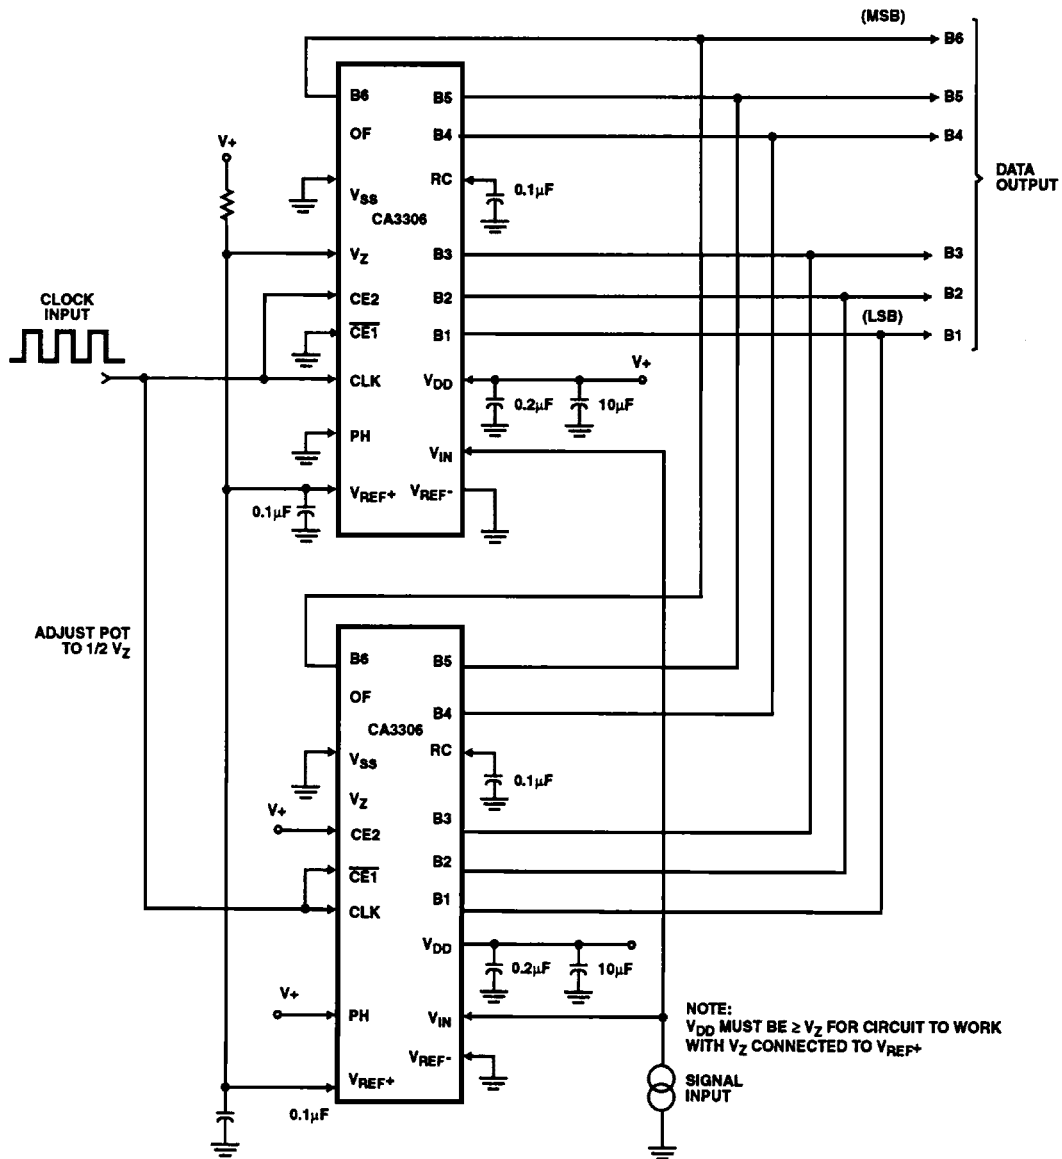 (MSB)
B6
B5
B4
DATA
OUTPUT
B3
B2
(LSB)
B1
V+
CLOCK
INPUT
B6
OF
VSS
CA3306
VZ
CE2
CE1
CLK
PH
VREF+
B5
B4
RC
B3
B2
B1
VDD
VIN
VREF-
0.1µF
V+
0.2µF
10µF
0.1µF
ADJUST POT
TO 1/2 VZ
B6
OF
CA3306
VSS
VZ
V+
CE2
CE1
CLK
V+
PH
VREF+
0.1µF
B5
B4
RC
0.1µF
B3
B2
B1
VDD
0.2µF
10µF
VIN
VREF-
NOTE:
VDD MUST BE ≥ VZ FOR CIRCUIT TO WORK
WITH VZ CONNECTED TO VREF+
SIGNAL
INPUT